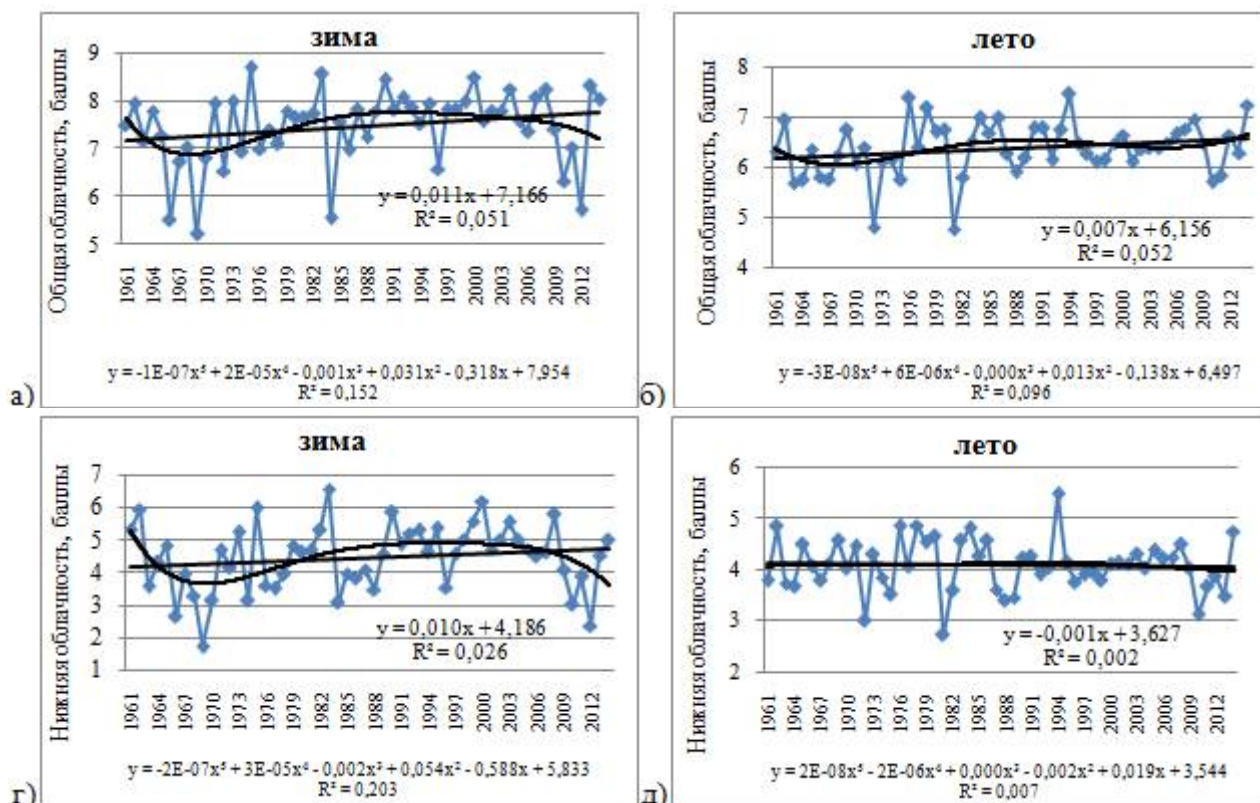 зима
Общая облачность, баллы
9
8
7
6
5
y = 0,011x + 7,166
R² = 0,051
1961 1964 1967 1970 1973 1976 1979 1982 1985 1988 1991 1994 1997 2000 2003 2006 2009 2012
y = -1E-07x⁵ + 2E-05x⁴ - 0,001x³ + 0,031x² - 0,318x + 7,954
R² = 0,152
а)
лето
Общая облачность, баллы
8
7
6
5
4
y = 0,007x + 6,156
R² = 0,052
1961 1964 1967 1970 1973 1976 1979 1982 1985 1988 1991 1994 1997 2000 2003 2006 2009 2012
y = -3E-08x⁵ + 6E-06x⁴ - 0,000x³ + 0,013x² - 0,138x + 6,497
R² = 0,096
б)
зима
Нижняя облачность, баллы
7
6
5
4
3
2
1
y = 0,010x + 4,186
R² = 0,026
1961 1964 1967 1970 1973 1976 1979 1982 1985 1988 1991 1994 1997 2000 2003 2006 2009 2012
y = -2E-07x⁵ + 3E-05x⁴ - 0,002x³ + 0,054x² - 0,588x + 5,833
R² = 0,203
г)
лето
Нижняя облачность, баллы
6
5
4
3
2
y = -0,001x + 3,627
R² = 0,002
1961 1964 1967 1970 1973 1976 1979 1982 1985 1988 1991 1994 1997 2000 2003 2006 2009 2012
y = 2E-08x⁵ - 2E-06x⁴ + 0,000x³ - 0,002x² + 0,019x + 3,544
R² = 0,007
д)